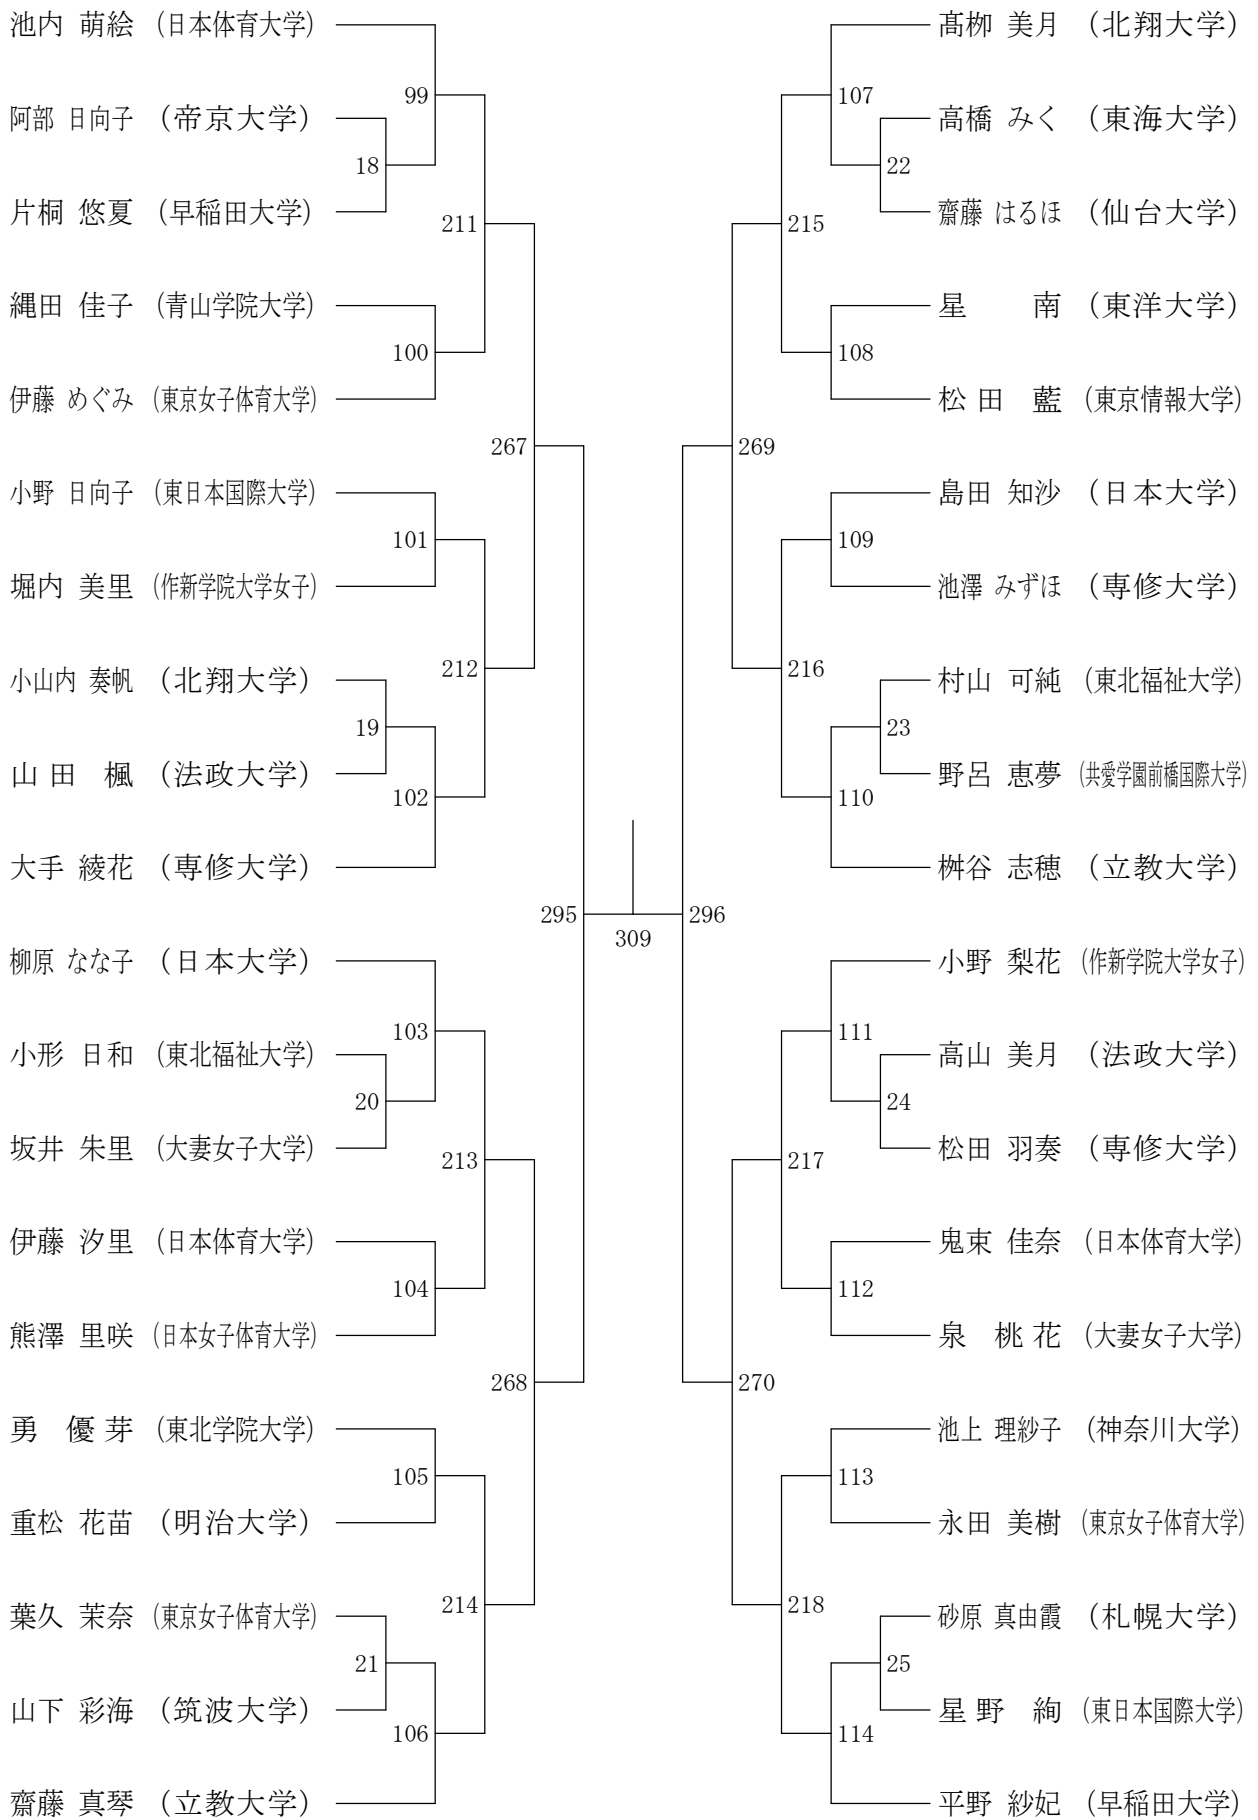 池内 萌絵 (日本体育大学)
99
阿部 日向子 (帝京大学)
18
片桐 悠夏 (早稲田大学)
211
縄田 佳子 (青山学院大学)
100
伊藤 めぐみ (東京女子体育大学)
267
小野 日向子 (東日本国際大学)
101
堀内 美里 (作新学院大学女子)
212
小山内 奏帆 (北翔大学)
19
山田 楓 (法政大学)
102
大手 綾花 (専修大学)
295
柳原 なな子 (日本大学)
103
小形 日和 (東北福祉大学)
20
坂井 朱里 (大妻女子大学)
213
伊藤 汐里 (日本体育大学)
104
熊澤 里咲 (日本女子体育大学)
268
勇 優芽 (東北学院大学)
105
重松 花苗 (明治大学)
214
葉久 茉奈 (東京女子体育大学)
21
山下 彩海 (筑波大学)
106
齋藤 真琴 (立教大学)
309
髙栁 美月 (北翔大学)
107
高橋 みく (東海大学)
22
齋藤 はるほ (仙台大学)
215
星 南 (東洋大学)
108
松田 藍 (東京情報大学)
269
島田 知沙 (日本大学)
109
池澤 みずほ (専修大学)
216
村山 可純 (東北福祉大学)
23
野呂 恵夢 (共愛学園前橋国際大学)
110
桝谷 志穂 (立教大学)
296
小野 梨花 (作新学院大学女子)
111
高山 美月 (法政大学)
24
松田 羽奏 (専修大学)
217
鬼束 佳奈 (日本体育大学)
112
泉 桃花 (大妻女子大学)
270
池上 理紗子 (神奈川大学)
113
永田 美樹 (東京女子体育大学)
218
砂原 真由霞 (札幌大学)
25
星野 絢 (東日本国際大学)
114
平野 紗妃 (早稲田大学)